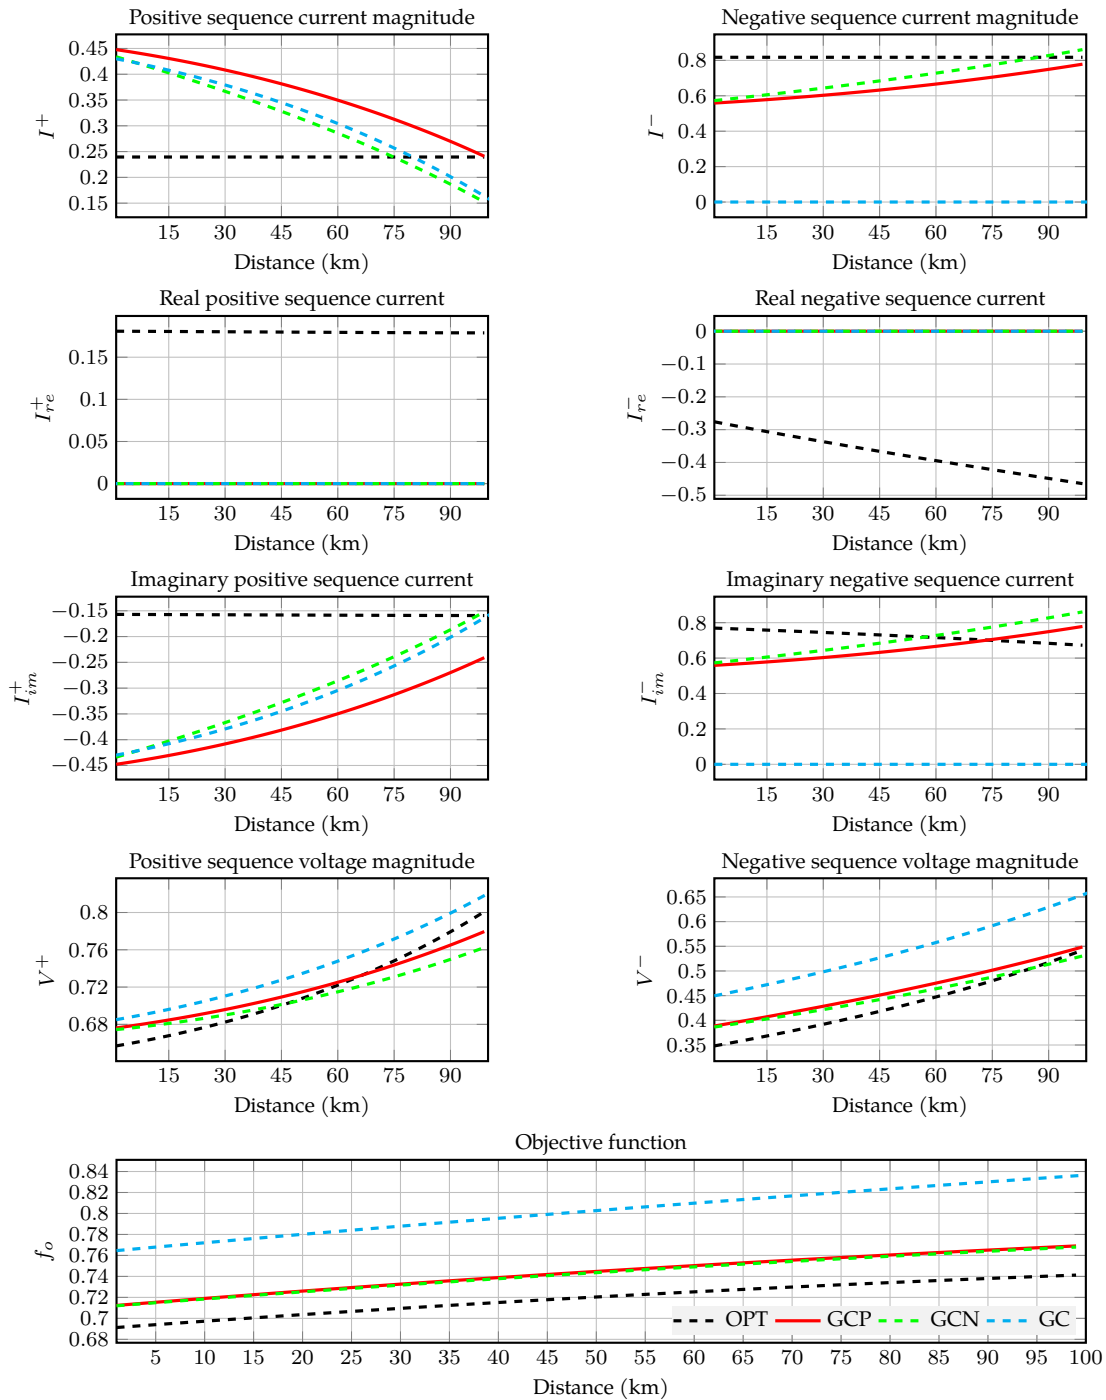 Positive sequence current magnitude
0.45
0.4
0.35
0.3
0.25
0.2
0.15
I+
15 30 45 60 75 90
Distance (km)
Negative sequence current magnitude
0.8
0.6
0.4
0.2
0
I−
15 30 45 60 75 90
Distance (km)
Real positive sequence current
0.15
0.1
0.05
0
I+re
15 30 45 60 75 90
Distance (km)
Real negative sequence current
0
−0.1
−0.2
−0.3
−0.4
−0.5
I−re
15 30 45 60 75 90
Distance (km)
Imaginary positive sequence current
−0.15
−0.2
−0.25
−0.3
−0.35
−0.4
−0.45
I+im
15 30 45 60 75 90
Distance (km)
Imaginary negative sequence current
0.8
0.6
0.4
0.2
0
I−im
15 30 45 60 75 90
Distance (km)
Positive sequence voltage magnitude
0.8
0.76
0.72
0.68
V+
15 30 45 60 75 90
Distance (km)
Negative sequence voltage magnitude
0.65
0.6
0.55
0.5
0.45
0.4
0.35
V−
15 30 45 60 75 90
Distance (km)
Objective function
0.84
0.82
0.8
0.78
0.76
0.74
0.72
0.7
0.68
fo
OPT GCP GCN GC
5 10 15 20 25 30 35 40 45 50 55 60 65 70 75 80 85 90 95 100
Distance (km)